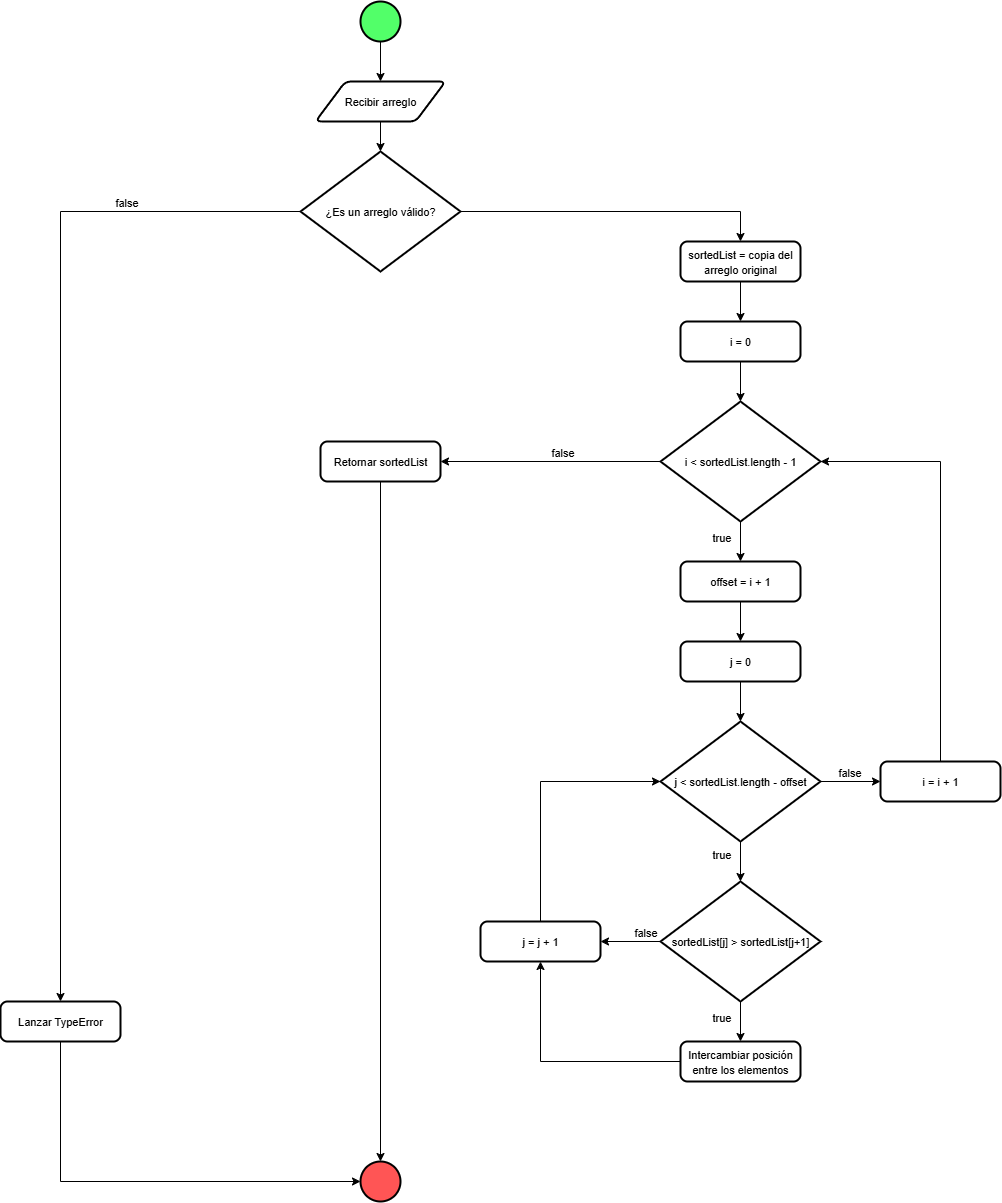 Recibir arreglo
¿Es un arreglo válido?
false
sortedList = copia del
arreglo original
i = 0
i < sortedList.length - 1
false
Retornar sortedList
true
offset = i + 1
j = 0
j < sortedList.length - offset
false
i = i + 1
true
sortedList[j] > sortedList[j+1]
false
j = j + 1
true
Intercambiar posición
entre los elementos
Lanzar TypeError